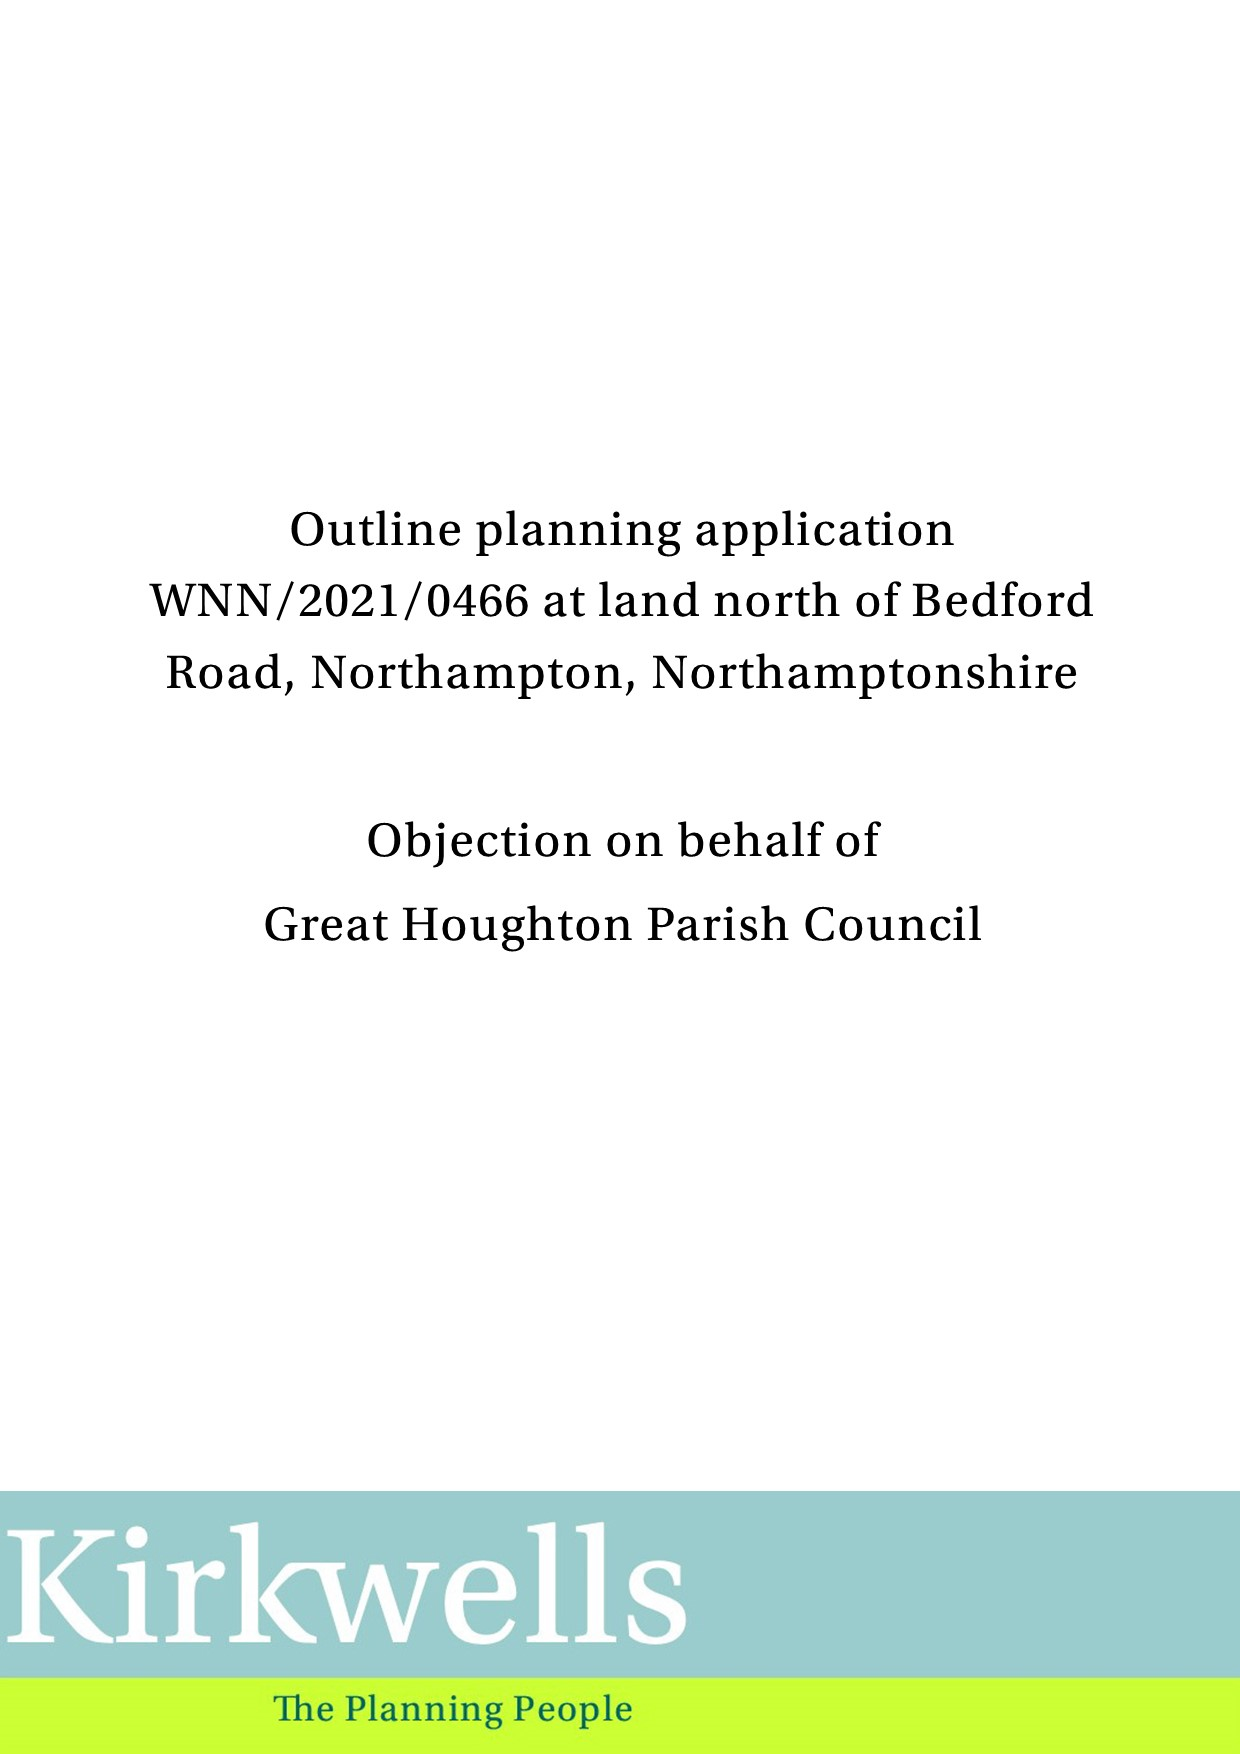 Outline planning application
WNN/2021/0466 at land north of Bedford
Road, Northampton, Northamptonshire
Objection on behalf of
Great Houghton Parish Council
Kirkwells
The Planning People